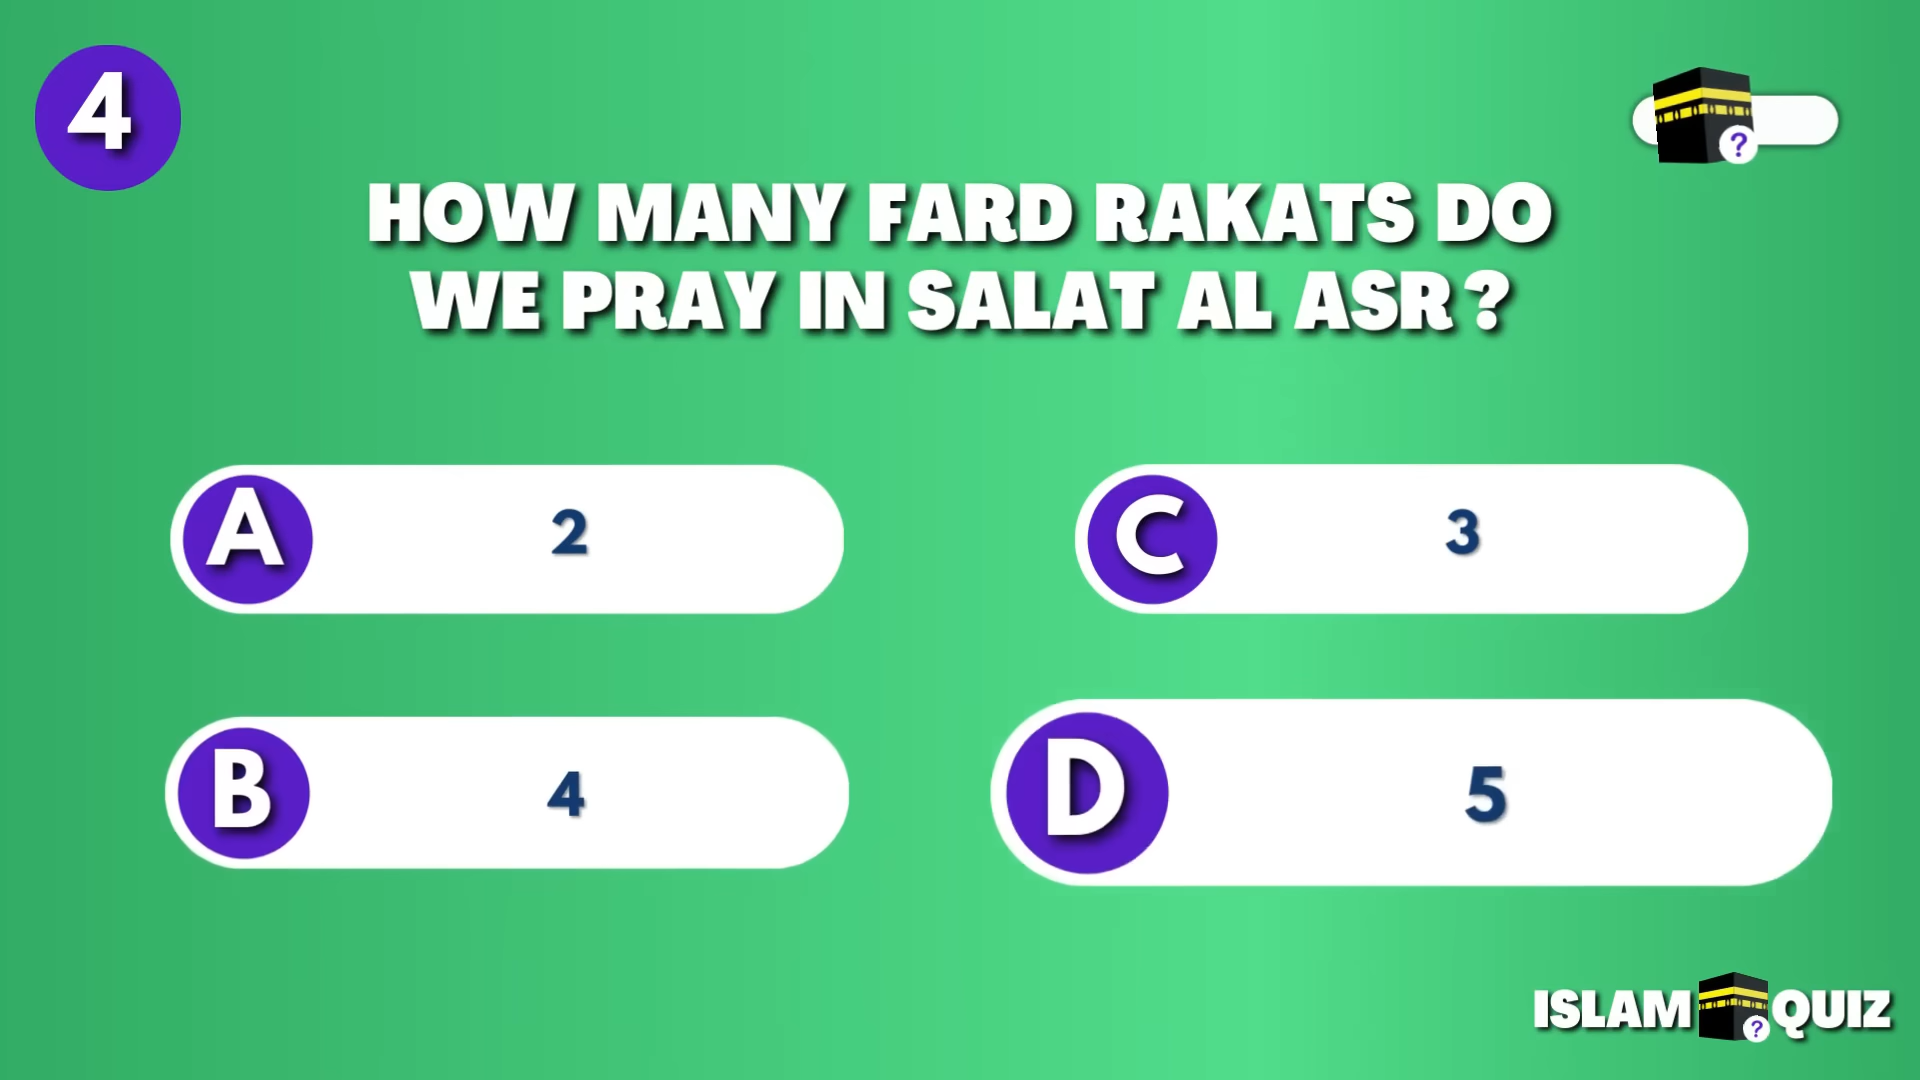 4
HOW MANY FARD RAKATS DO
WE PRAY IN SALAT AL ASR?
A 2
C 3
B 4
D 5
ISLAM ? QUIZ
?